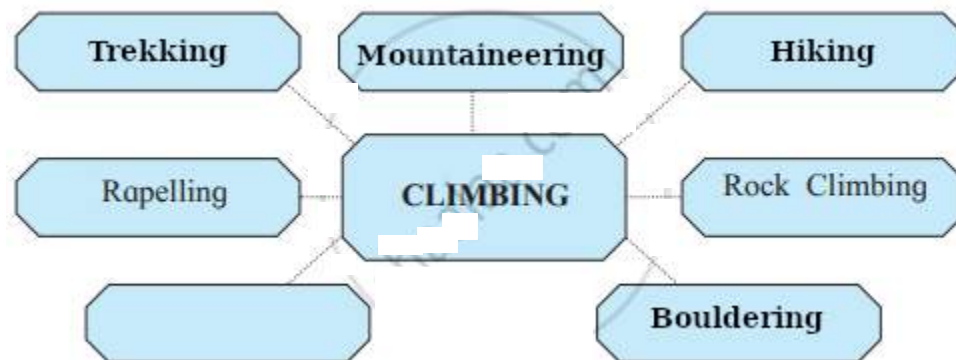 Trekking
Mountaineering
Hiking
Rapelling
CLIMBING
Rock Climbing
Bouldering